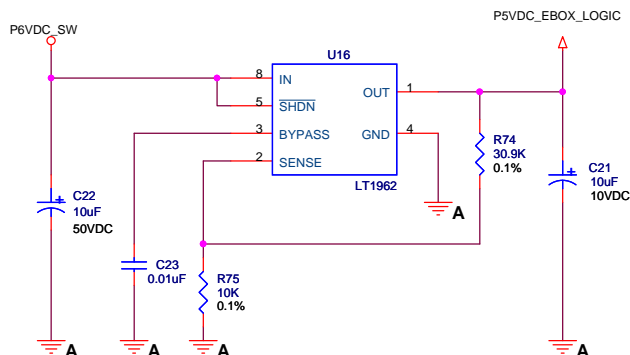 P6VDC_SW
P5VDC_EBOX_LOGIC
U16
8 IN
5 SHDN
3 BYPASS
2 SENSE
OUT 1
GND 4
LT1962
R74
30.9K
0.1%
C21
10uF
10VDC
C22
10uF
50VDC
C23
0.01uF
R75
10K
0.1%
A
A
A
A
A